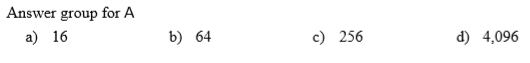 Answer group for A
a) 16 b) 64 c) 256 d) 4,096